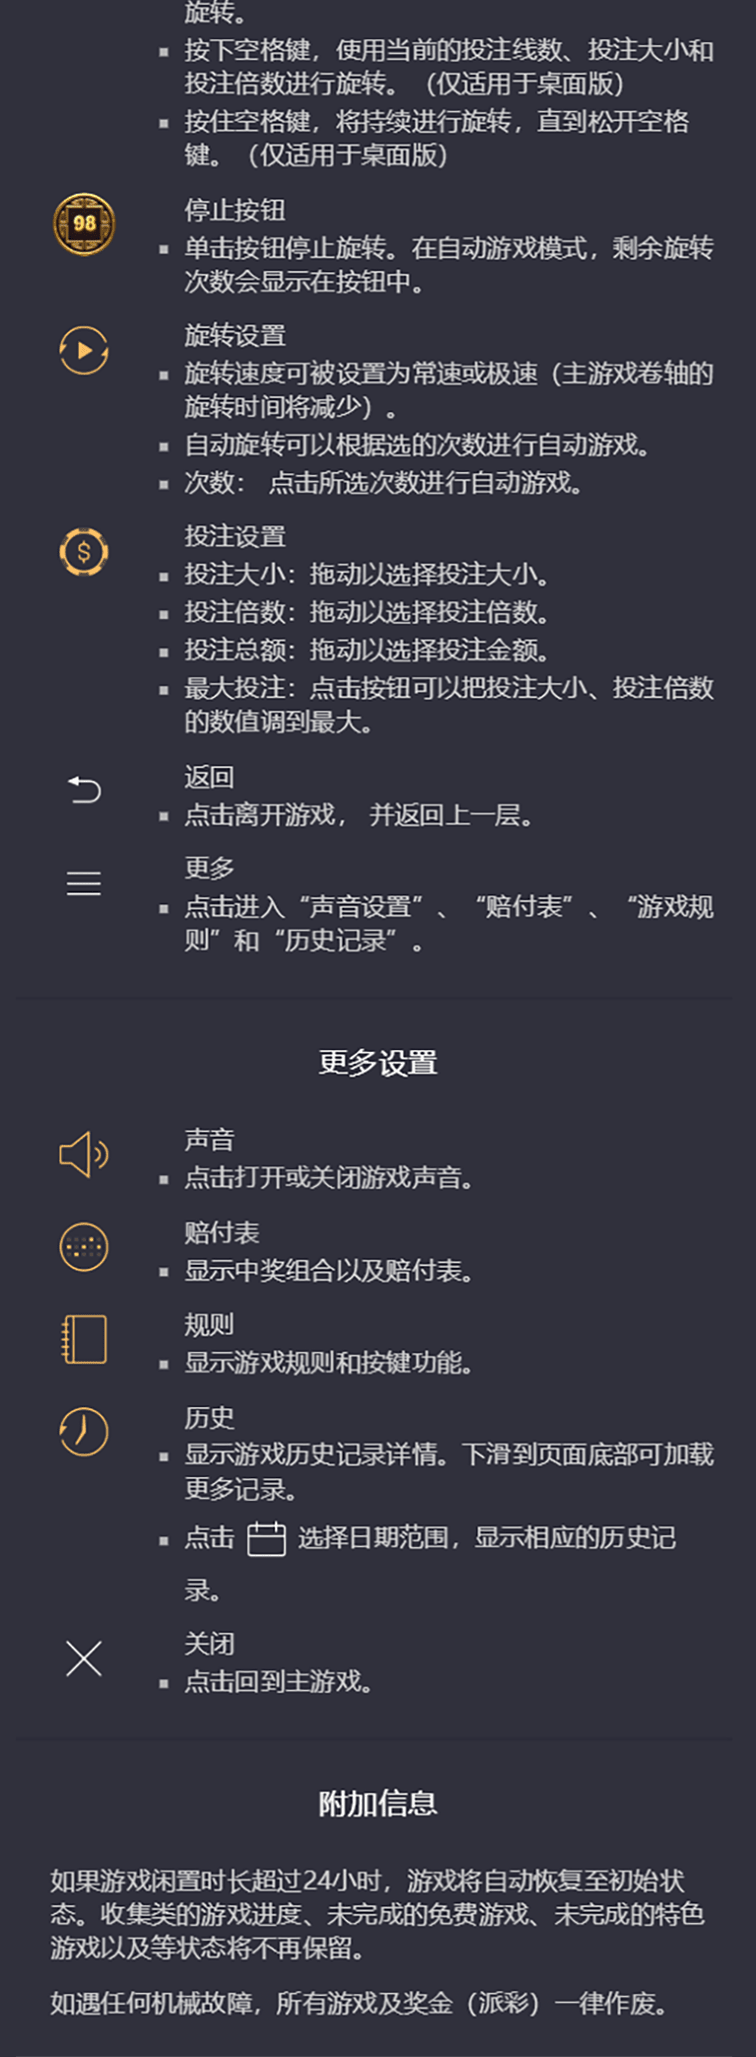 旋转。
按下空格键，使用当前的投注线数、投注大小和
投注倍数进行旋转。（仅适用于桌面版）
按住空格键，将持续进行旋转，直到松开空格
键。（仅适用于桌面版）
98
停止按钮
单击按钮停止旋转。在自动游戏模式，剩余旋转
次数会显示在按钮中。
旋转设置
旋转速度可被设置为常速或极速（主游戏卷轴的
旋转时间将减少）。
自动旋转可以根据选的次数进行自动游戏。
次数： 点击所选次数进行自动游戏。
$
投注设置
投注大小：拖动以选择投注大小。
投注倍数：拖动以选择投注倍数。
投注总额：拖动以选择投注金额。
最大投注：点击按钮可以把投注大小、投注倍数
的数值调到最大。
返回
点击离开游戏， 并返回上一层。
更多
点击进入“声音设置”、“赔付表”、“游戏规
则”和“历史记录”。
更多设置
声音
点击打开或关闭游戏声音。
赔付表
显示中奖组合以及赔付表。
规则
显示游戏规则和按键功能。
历史
显示游戏历史记录详情。下滑到页面底部可加载
更多记录。
点击 选择日期范围，显示相应的历史记
录。
关闭
点击回到主游戏。
附加信息
如果游戏闲置时长超过24小时，游戏将自动恢复至初始状
态。收集类的游戏进度、未完成的免费游戏、未完成的特色
游戏以及等状态将不再保留。
如遇任何机械故障，所有游戏及奖金（派彩）一律作废。